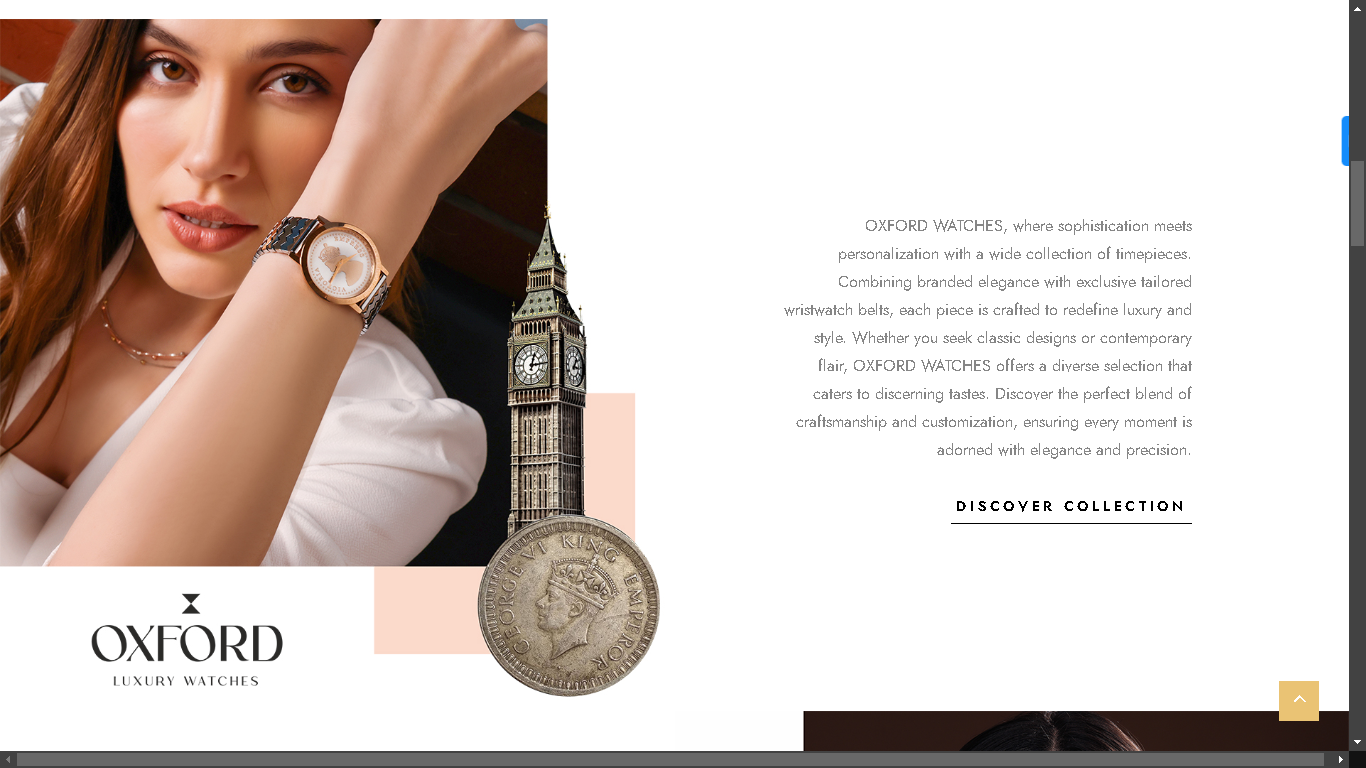 OXFORD WATCHES, where sophistication meets
personalization with a wide collection of timepieces.
Combining branded elegance with exclusive tailored
wristwatch belts, each piece is crafted to redefine luxury and
style. Whether you seek classic designs or contemporary
flair, OXFORD WATCHES offers a diverse selection that
caters to discerning tastes. Discover the perfect blend of
craftsmanship and customization, ensuring every moment is
adorned with elegance and precision.
DISCOVER COLLECTION
GEORGE VI KING EMPEROR
OXFORD
LUXURY WATCHES